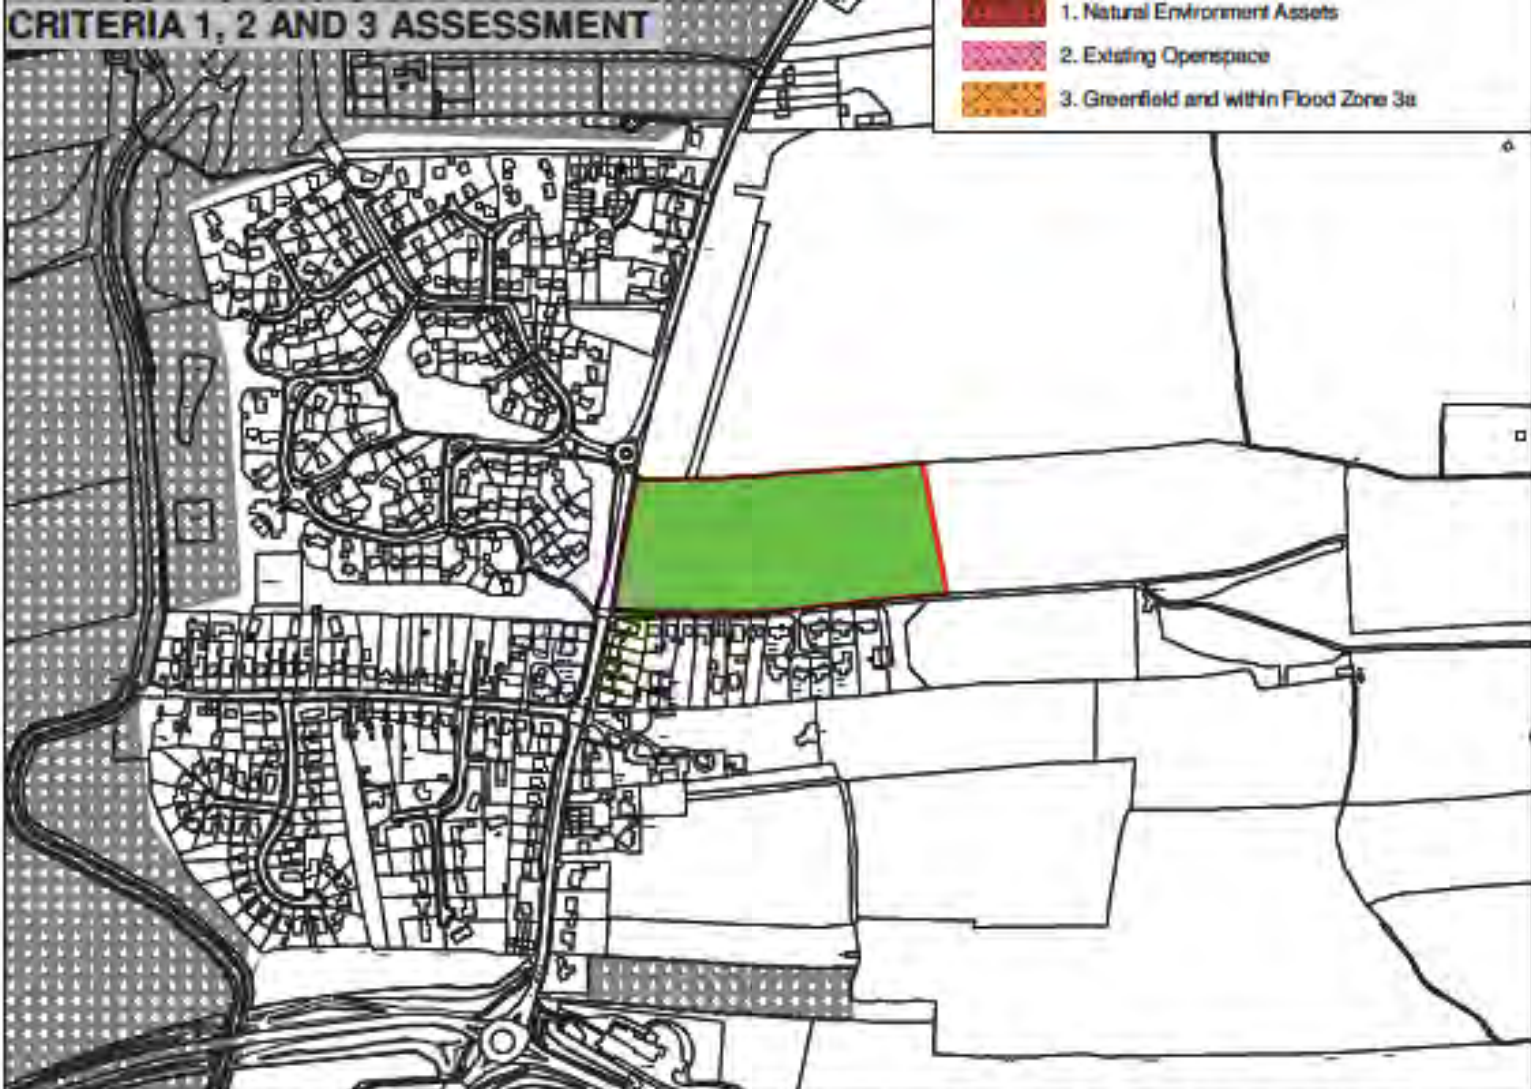 CRITERIA 1, 2 AND 3 ASSESSMENT
1. Natural Environment Assets
2. Existing Openspace
3. Greenfield and within Flood Zone 3a